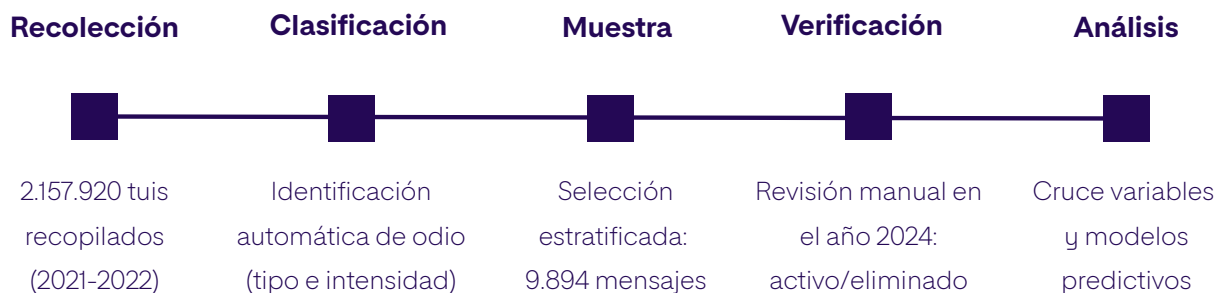 Recolección
Clasificación
Muestra
Verificación
Análisis
2.157.920 tuis
recopilados
(2021-2022)
Identificación
automática de odio
(tipo e intensidad)
Selección
estratificada:
9.894 mensajes
Revisión manual en
el año 2024:
activo/eliminado
Cruce variables
y modelos
predictivos